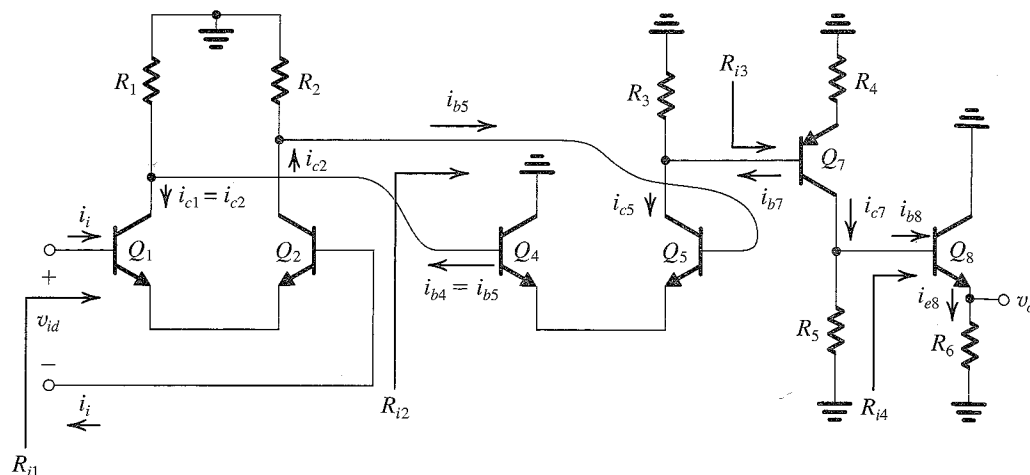 R1
R2
R3
R4
Ri3
ib5
Q7
ic2
ib7
ic1 = ic2
ic5
ic7
ib8
ii
Q1
Q2
Q4
Q5
Q8
+
ib4 = ib5
ie8
vid
vo
R5
R6
−
Ri2
Ri4
ii
Ri1